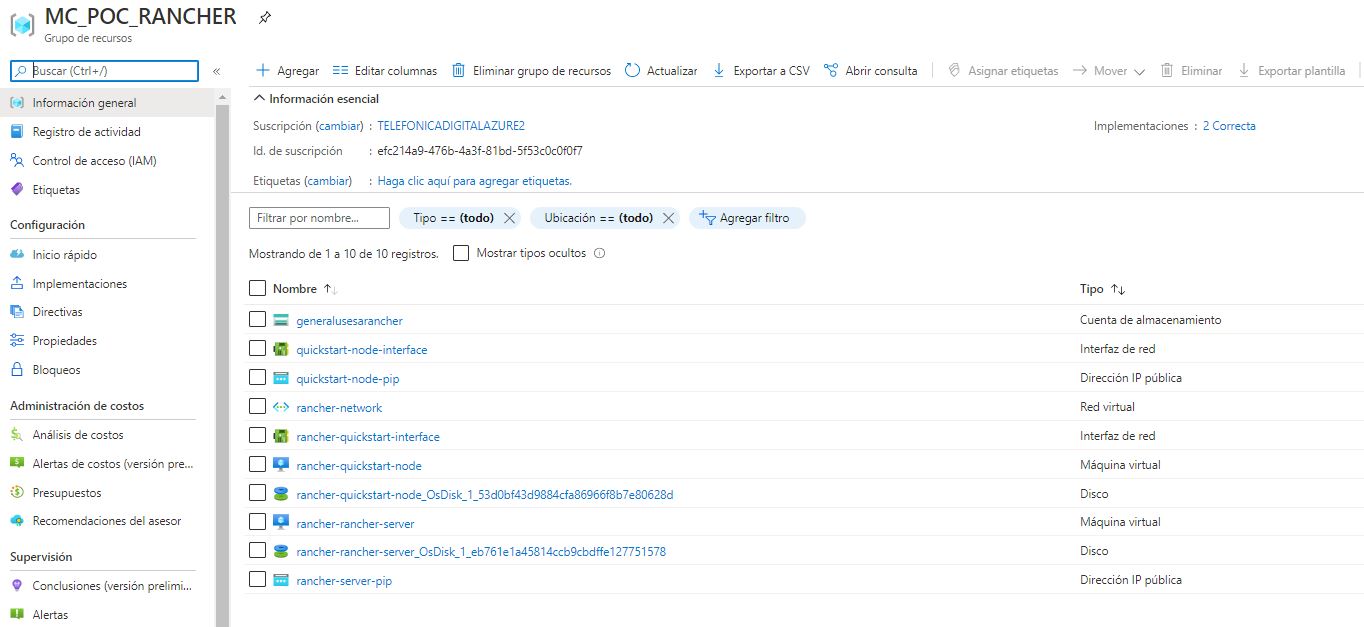 MC_POC_RANCHER
Grupo de recursos
Buscar (Ctrl+/)
«
Agregar Editar columnas Eliminar grupo de recursos Actualizar Exportar a CSV Abrir consulta Asignar etiquetas Mover Eliminar Exportar plantilla
Información general
Registro de actividad
Control de acceso (IAM)
Etiquetas
Configuración
Inicio rápido
Implementaciones
Directivas
Propiedades
Bloqueos
Administración de costos
Análisis de costos
Alertas de costos (versión pre...
Presupuestos
Recomendaciones del asesor
Supervisión
Conclusiones (versión prelimi...
Alertas
Información esencial
Suscripción (cambiar) : TELEFONICADIGITALAZURE2 Implementaciones : 2 Correcta
Id. de suscripción : efc214a9-476b-4a3f-81bd-5f53c0c0f0f7
Etiquetas (cambiar) : Haga clic aquí para agregar etiquetas.
Filtrar por nombre... Tipo == (todo) Ubicación == (todo) Agregar filtro
Mostrando de 1 a 10 de 10 registros. Mostrar tipos ocultos
Nombre ↑↓ Tipo ↑↓
generalusesarancher Cuenta de almacenamiento
quickstart-node-interface Interfaz de red
quickstart-node-pip Dirección IP pública
rancher-network Red virtual
rancher-quickstart-interface Interfaz de red
rancher-quickstart-node Máquina virtual
rancher-quickstart-node_OsDisk_1_53d0bf43d9884cfa86966f8b7e80628d Disco
rancher-rancher-server Máquina virtual
rancher-rancher-server_OsDisk_1_eb761e1a45814ccb9cbdffe127751578 Disco
rancher-server-pip Dirección IP pública